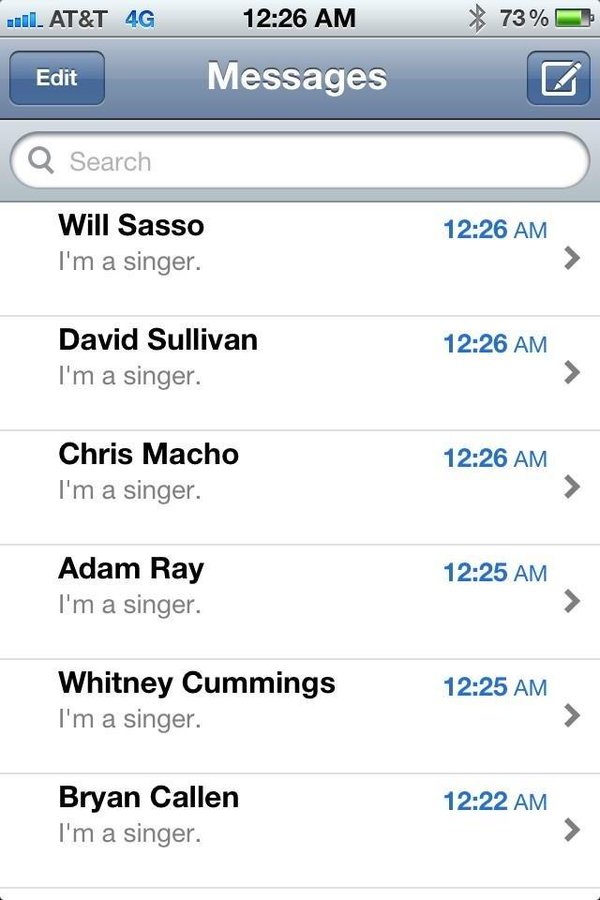 AT&T 4G 12:26 AM 73%
Edit Messages
Search
Will Sasso 12:26 AM
I'm a singer.
David Sullivan 12:26 AM
I'm a singer.
Chris Macho 12:26 AM
I'm a singer.
Adam Ray 12:25 AM
I'm a singer.
Whitney Cummings 12:25 AM
I'm a singer.
Bryan Callen 12:22 AM
I'm a singer.